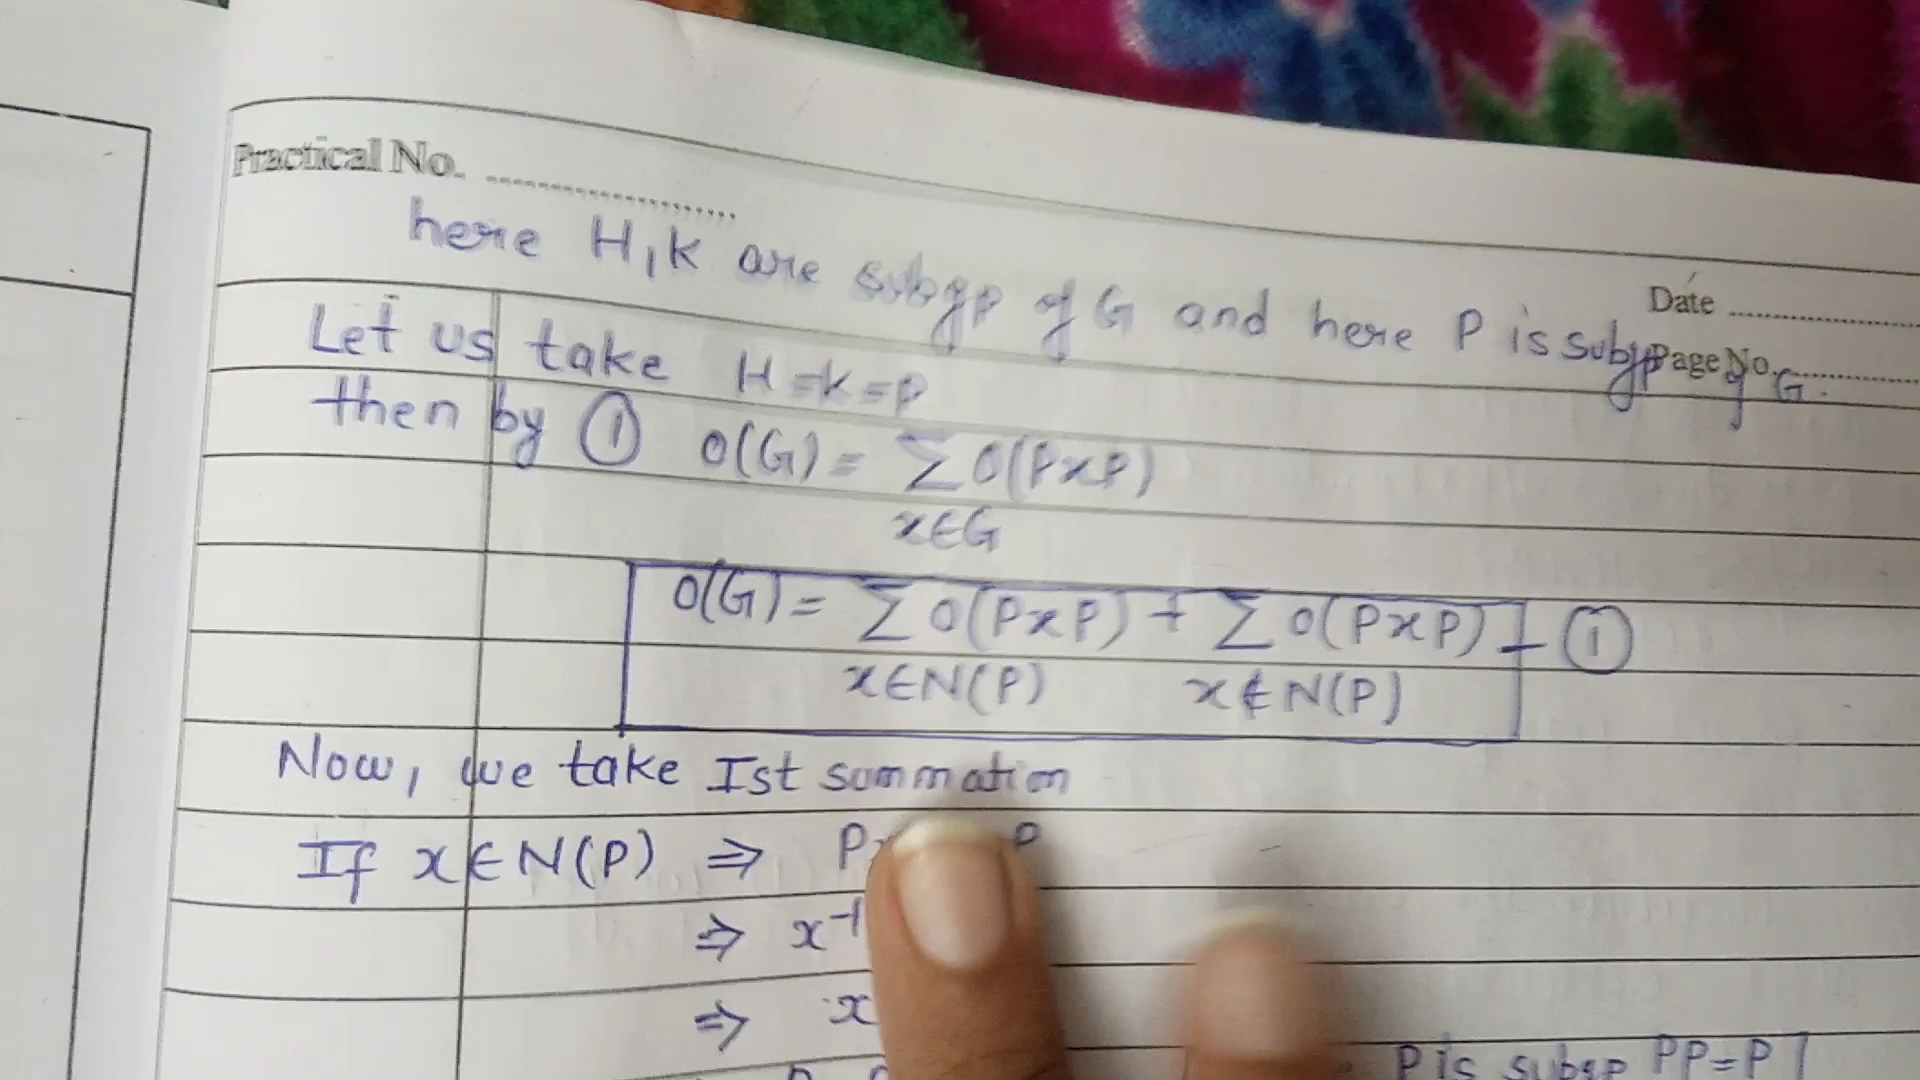 Practical No. ........................
Date ........................
Page No. ........................
here H, K are subgp of G and here P is subgp of G.
Let us take H = K = P
then by ① O(G) = Σ O(PxP)
x∈G
O(G) = Σ O(PxP) + Σ O(PxP) — ①
x∈N(P) x∉N(P)
Now, we take Ist summation
If x∈N(P) ⇒ P
⇒ x⁻¹
⇒ x
P is subgp PP=P